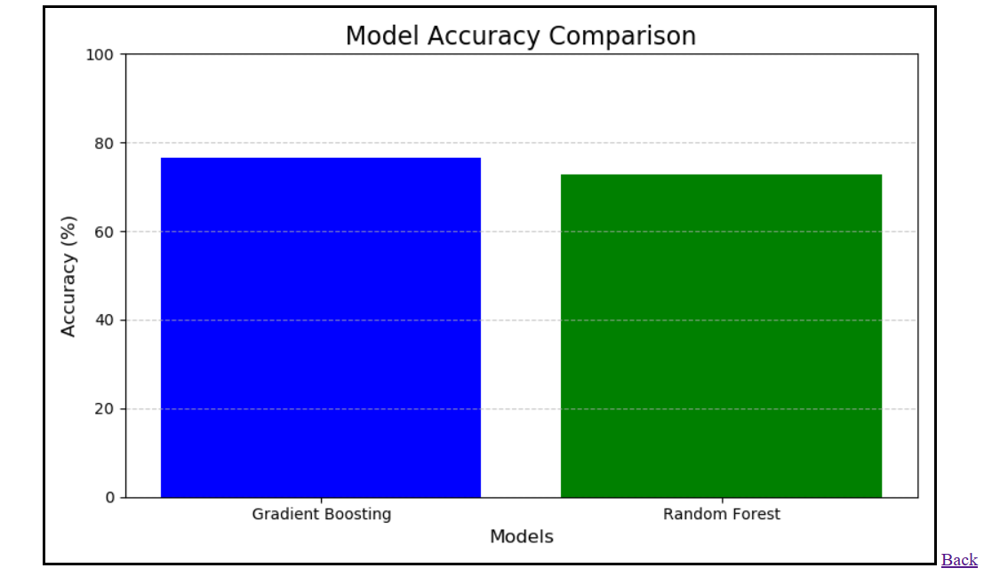 Model Accuracy Comparison
100
80
60
40
20
0
Accuracy (%)
Gradient Boosting
Random Forest
Models
Back